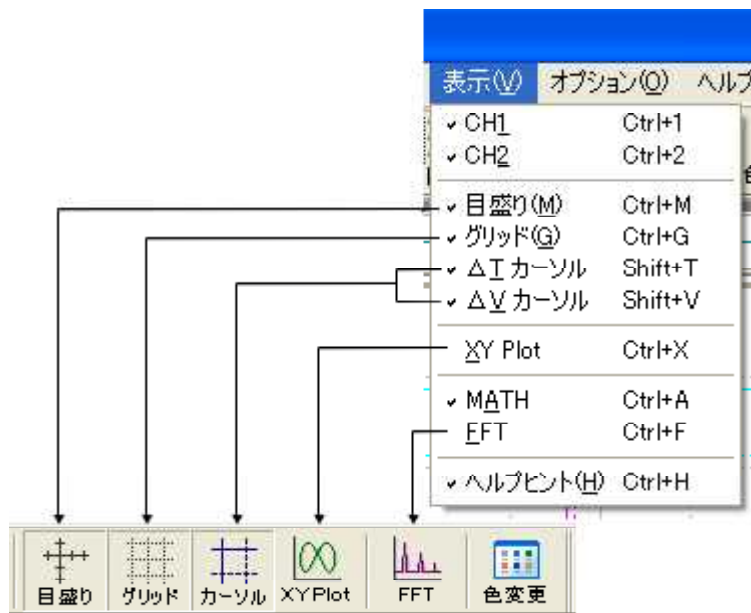 表示(V) オプション(O) ヘルプ
CH1 Ctrl+1
CH2 Ctrl+2
目盛り(M) Ctrl+M
グリッド(G) Ctrl+G
ΔT カーソル Shift+T
ΔV カーソル Shift+V
XY Plot Ctrl+X
MATH Ctrl+A
FFT Ctrl+F
ヘルプヒント(H) Ctrl+H
目盛り グリッド カーソル XY Plot FFT 色変更